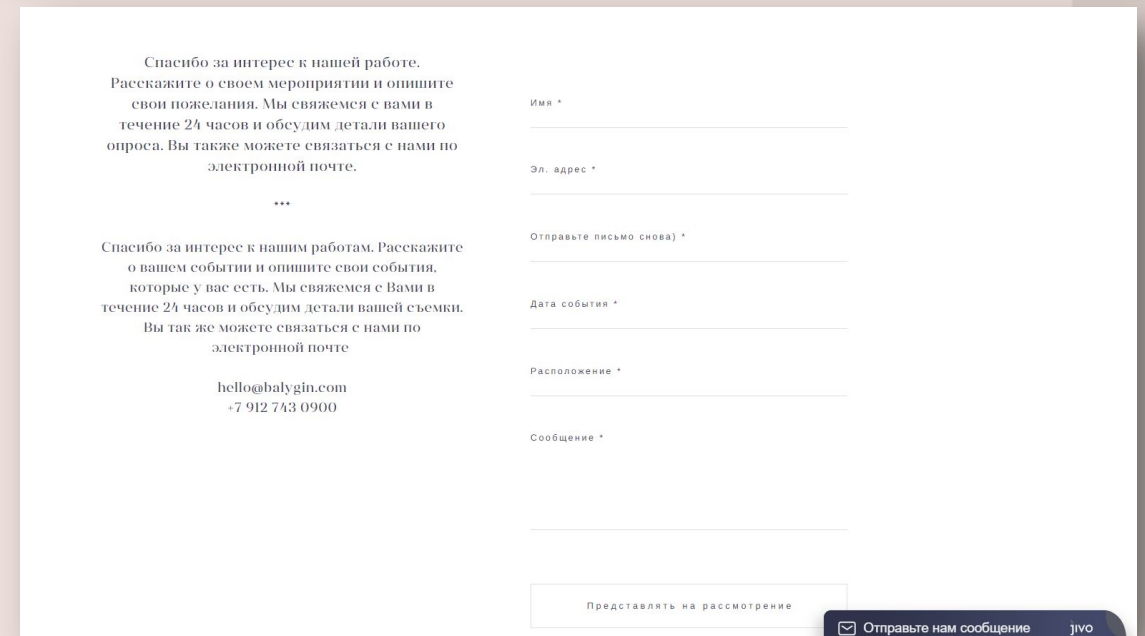 Спасибо за интерес к нашей работе.
Расскажите о своем мероприятии и опишите
свои пожелания. Мы свяжемся с вами в
течение 24 часов и обсудим детали вашего
опроса. Вы также можете связаться с нами по
электронной почте.
***
Спасибо за интерес к нашим работам. Расскажите
о вашем событии и опишите свои события,
которые у вас есть. Мы свяжемся с Вами в
течение 24 часов и обсудим детали вашей съемки.
Вы так же можете связаться с нами по
электронной почте
hello@balygin.com
+7 912 743 0900
Имя *
Эл. адрес *
Отправьте письмо снова) *
Дата события *
Расположение *
Сообщение *
Представлять на рассмотрение
Отправьте нам сообщение jivo